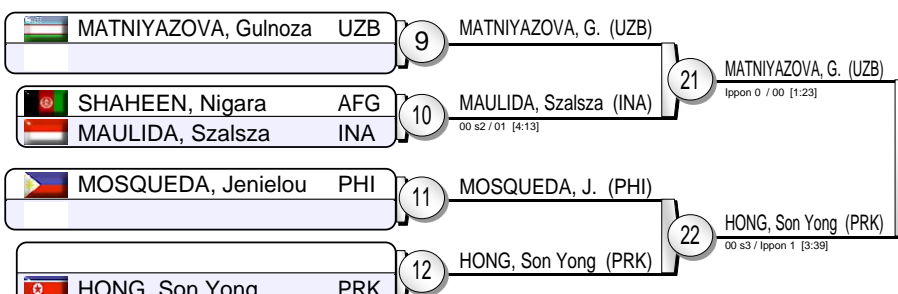 MATNIYAZOVA, Gulnoza UZB
9
MATNIYAZOVA, G. (UZB)
21
MATNIYAZOVA, G. (UZB)
Ippon 0 / 00 [1:23]
SHAHEEN, Nigara AFG
MAULIDA, Szalsza INA
10
MAULIDA, Szalsza (INA)
00 s2 / 01 [4:13]
MOSQUEDA, Jenielou PHI
11
MOSQUEDA, J. (PHI)
22
HONG, Son Yong (PRK)
00 s3 / Ippon 1 [3:39]
12
HONG, Son Yong (PRK)
HONG, Son Yong PRK